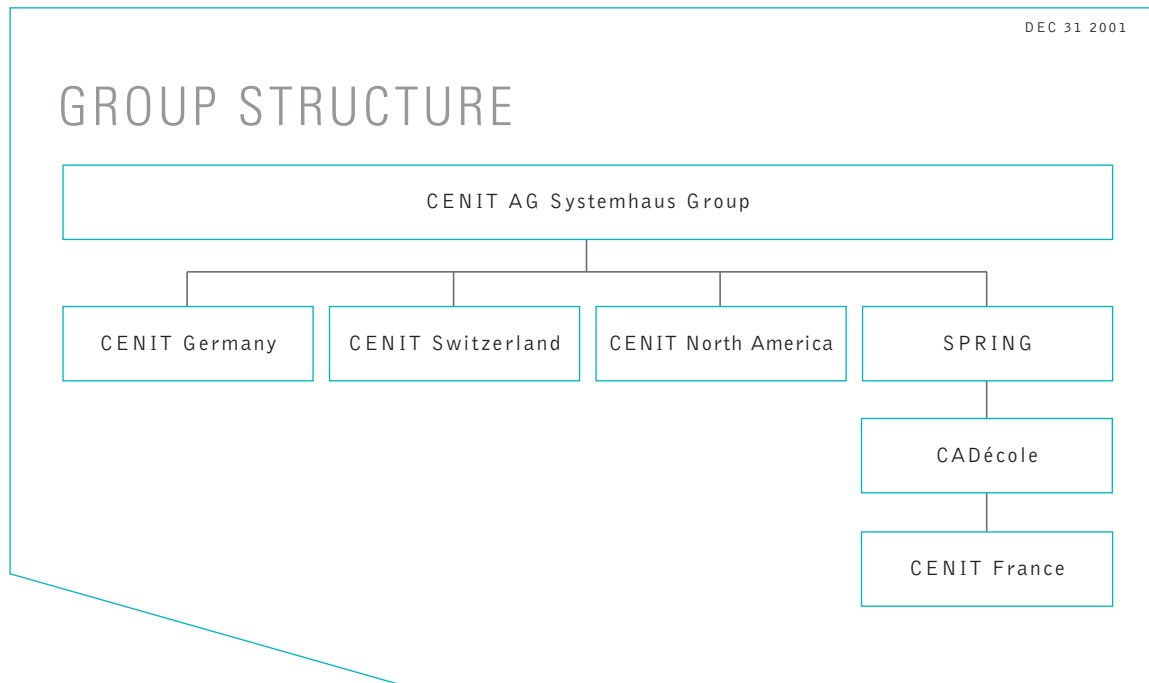 DEC 31 2001
GROUP STRUCTURE
CENIT AG Systemhaus Group
CENIT Germany
CENIT Switzerland
CENIT North America
SPRING
CADécole
CENIT France